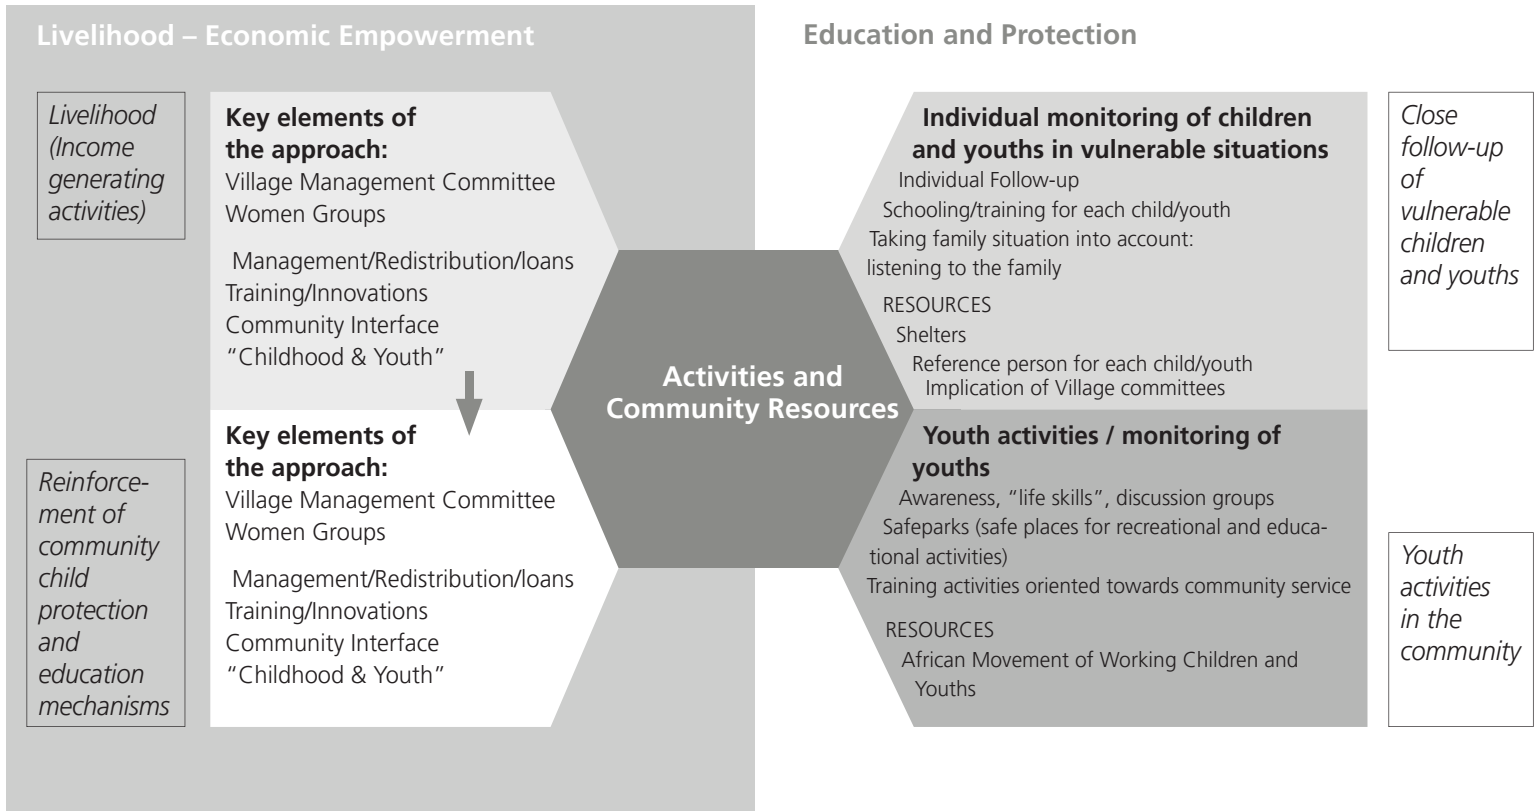 Livelihood – Economic Empowerment
Education and Protection
Livelihood
(Income
generating
activities)
Key elements of
the approach:
Village Management Committee
Women Groups
Management/Redistribution/loans
Training/Innovations
Community Interface
“Childhood & Youth”
Reinforce-
ment of
community
child
protection
and
education
mechanisms
Key elements of
the approach:
Village Management Committee
Women Groups
Management/Redistribution/loans
Training/Innovations
Community Interface
“Childhood & Youth”
Activities and
Community Resources
Individual monitoring of children
and youths in vulnerable situations
Individual Follow-up
Schooling/training for each child/youth
Taking family situation into account:
listening to the family
RESOURCES
Shelters
Reference person for each child/youth
Implication of Village committees
Close
follow-up
of
vulnerable
children
and youths
Youth activities / monitoring of
youths
Awareness, “life skills”, discussion groups
Safeparks (safe places for recreational and educa-
tional activities)
Training activities oriented towards community service
RESOURCES
African Movement of Working Children and
Youths
Youth
activities
in the
community